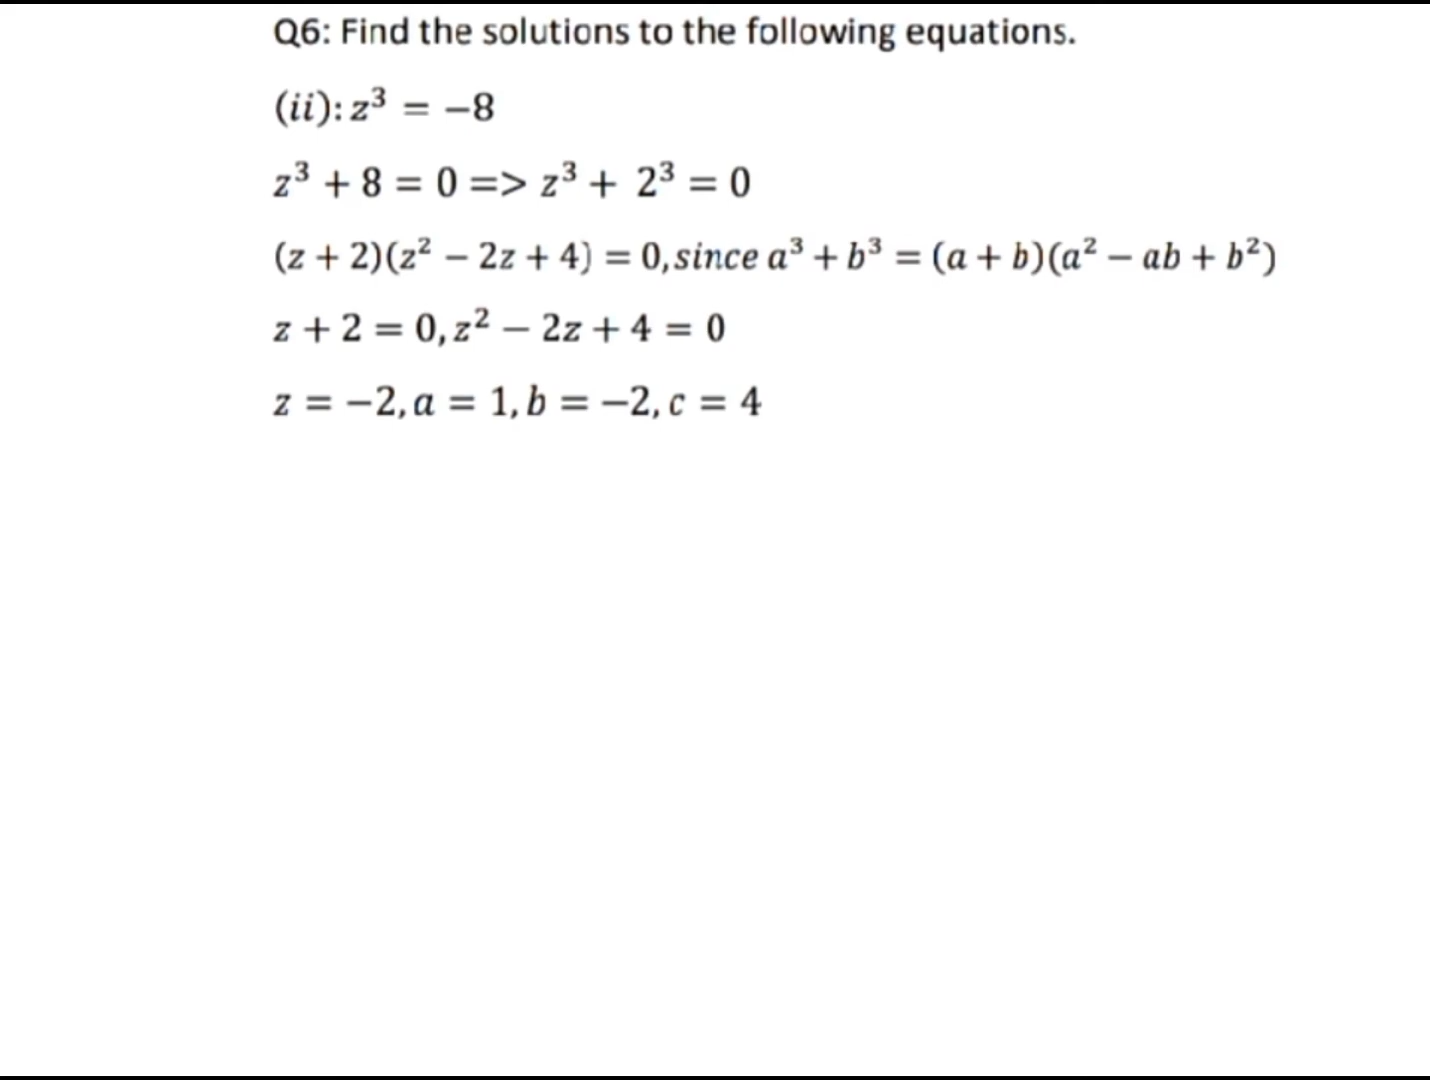 Q6: Find the solutions to the following equations.
(ii): z³ = −8
z³ + 8 = 0 => z³ + 2³ = 0
(z + 2)(z² − 2z + 4) = 0, since a³ + b³ = (a + b)(a² − ab + b²)
z + 2 = 0, z² − 2z + 4 = 0
z = −2, a = 1, b = −2, c = 4